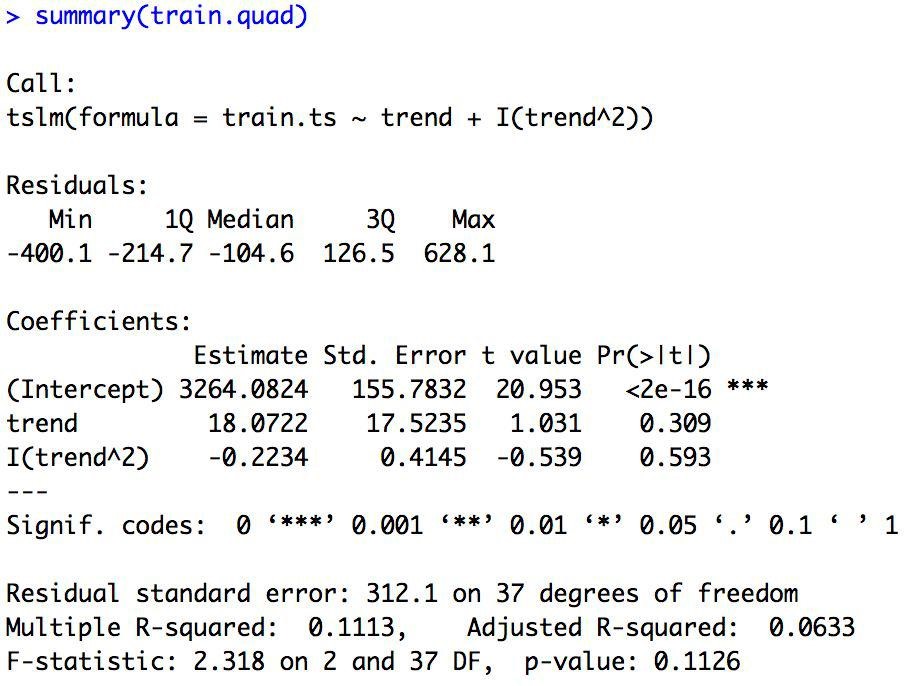 > summary(train.quad)
Call:
tslm(formula = train.ts ~ trend + I(trend^2))
Residuals:
   Min     1Q Median     3Q    Max
-400.1 -214.7 -104.6  126.5  628.1
Coefficients:
             Estimate Std. Error t value Pr(>|t|)
(Intercept) 3264.0824   155.7832  20.953   <2e-16 ***
trend         18.0722    17.5235   1.031    0.309
I(trend^2)    -0.2234     0.4145  -0.539    0.593
---
Signif. codes:  0 ‘***’ 0.001 ‘**’ 0.01 ‘*’ 0.05 ‘.’ 0.1 ‘ ’ 1
Residual standard error: 312.1 on 37 degrees of freedom
Multiple R-squared:  0.1113,    Adjusted R-squared:  0.0633
F-statistic: 2.318 on 2 and 37 DF,  p-value: 0.1126